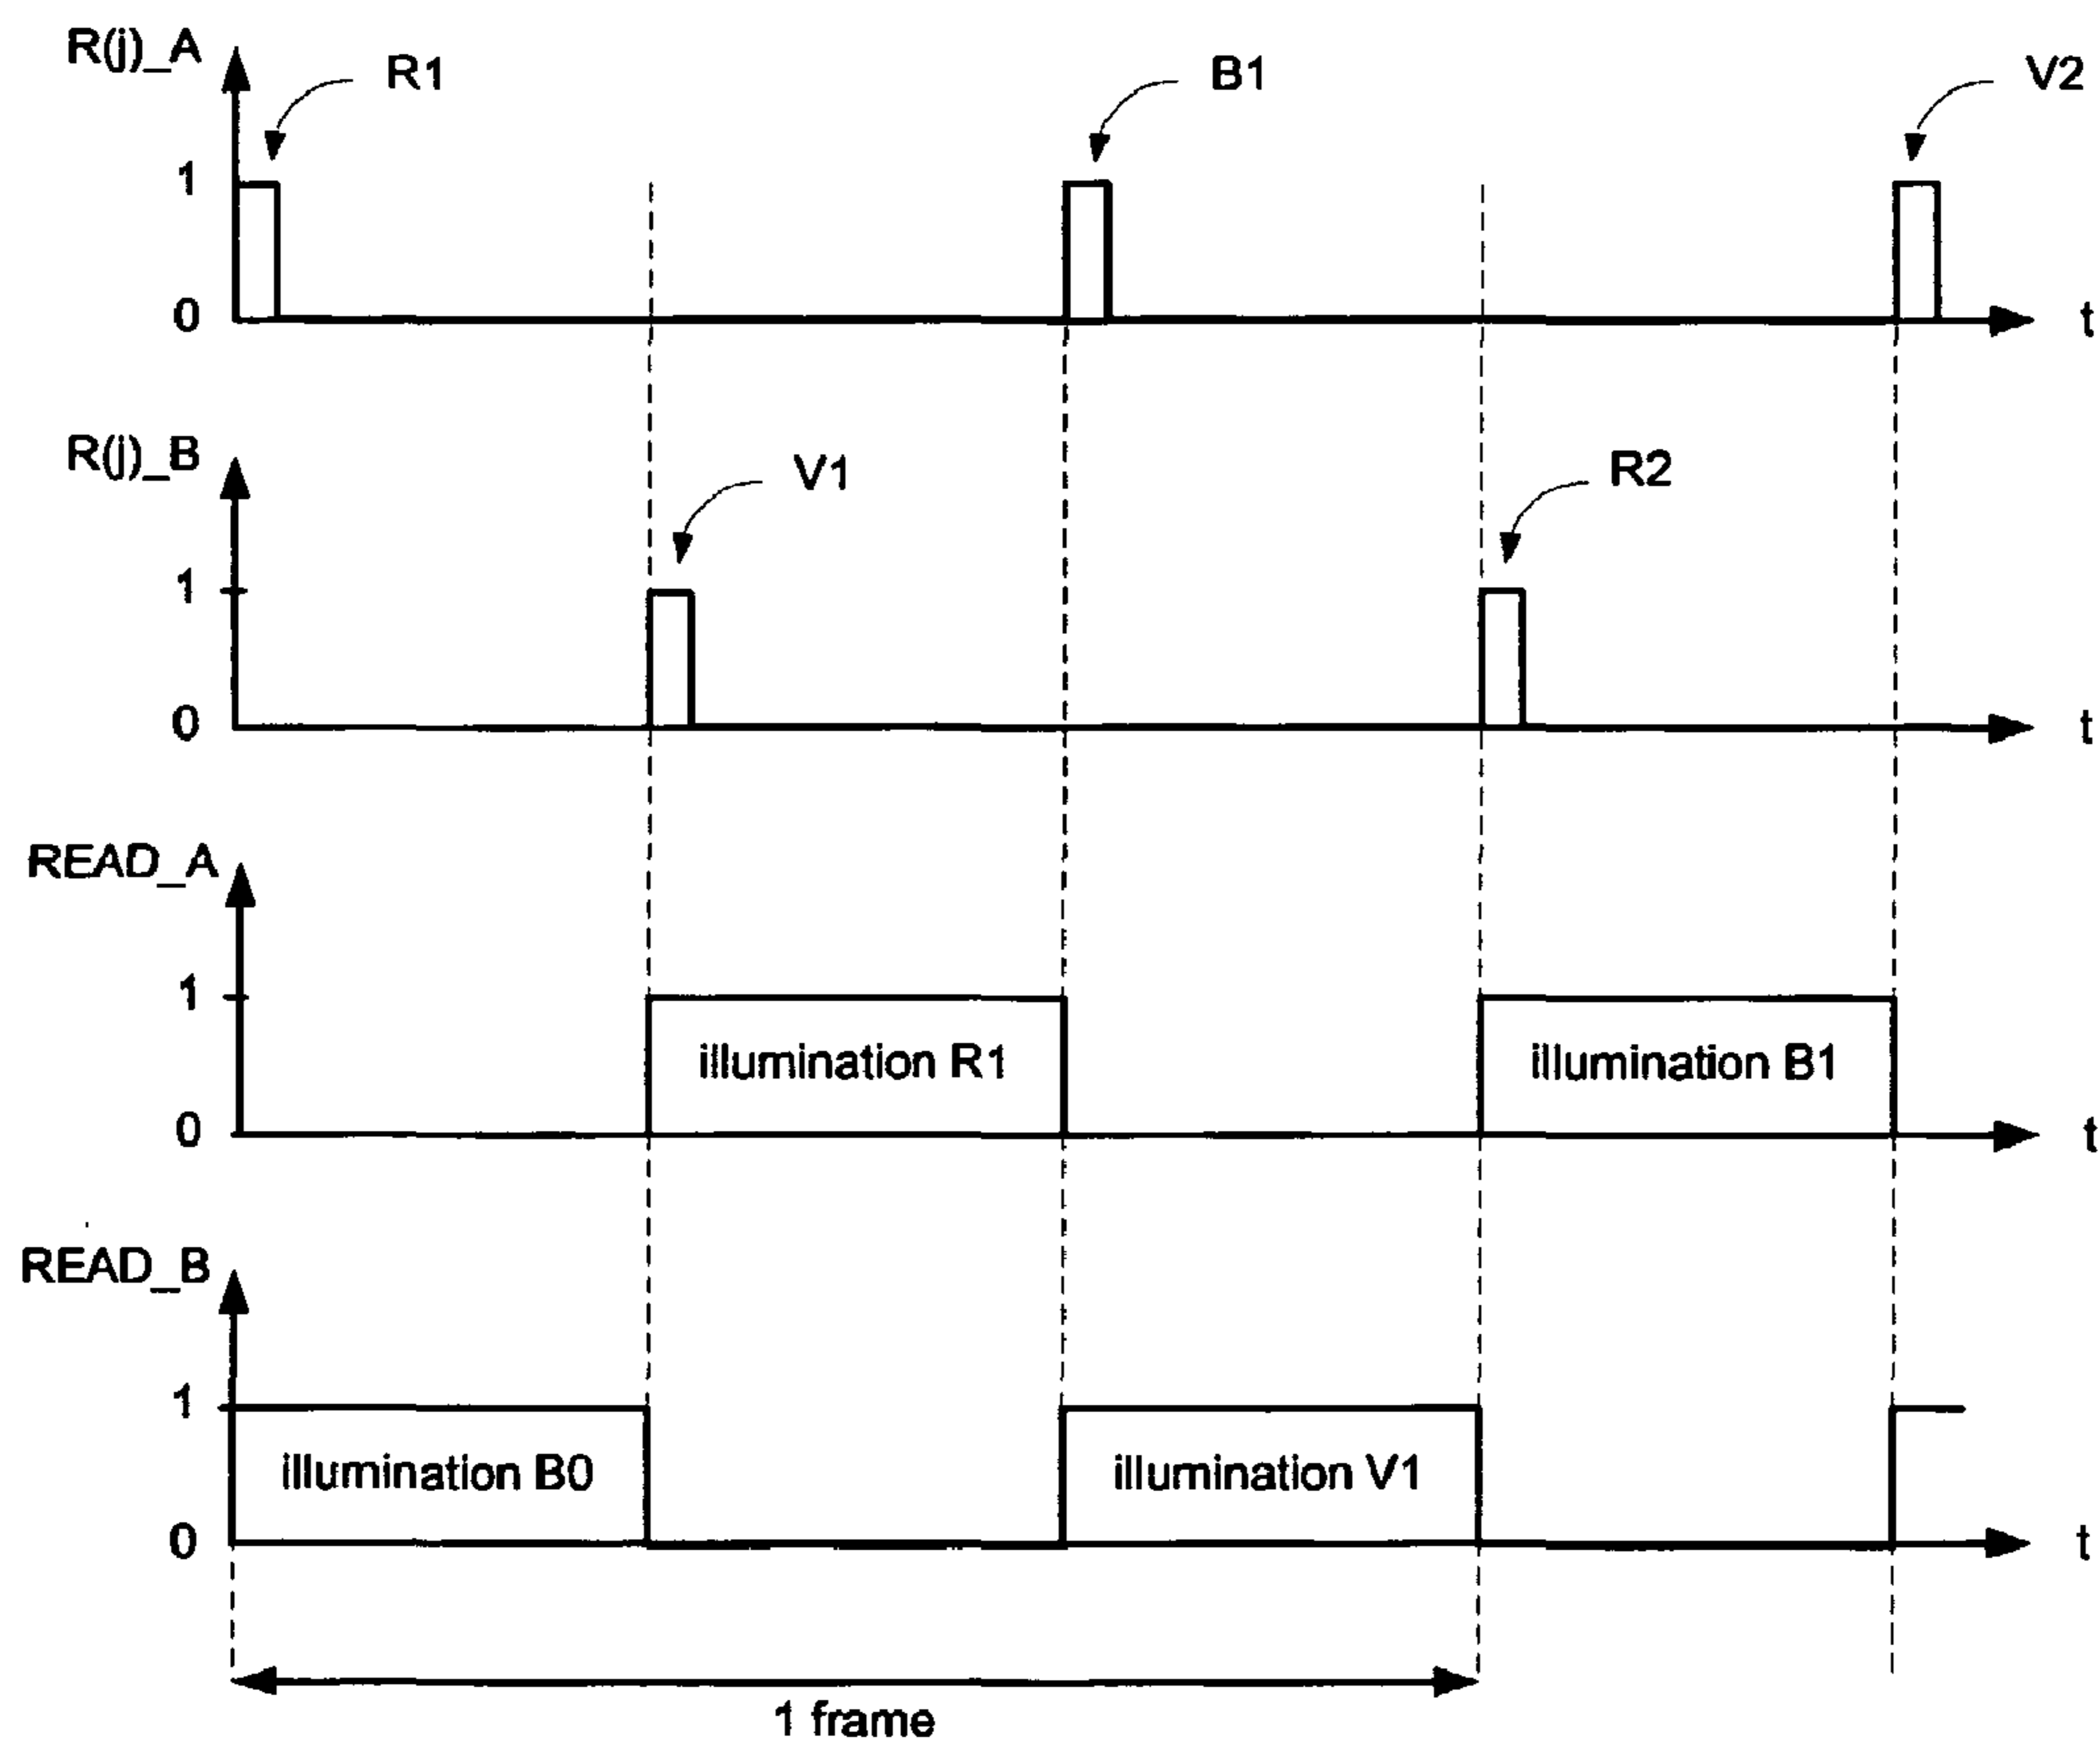 R(j)_A
R1
B1
V2
1
0
t
R(j)_B
V1
R2
1
0
t
READ_A
1
illumination R1
illumination B1
0
t
READ_B
1
illumination B0
illumination V1
0
t
1 frame